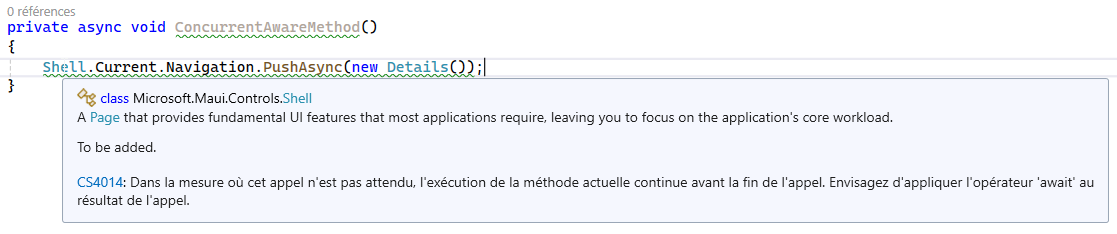 0 références
private async void ConcurrentAwareMethod()
{
Shell.Current.Navigation.PushAsync(new Details());
}
class Microsoft.Maui.Controls.Shell
A Page that provides fundamental UI features that most applications require, leaving you to focus on the application's core workload.
To be added.
CS4014: Dans la mesure où cet appel n'est pas attendu, l'exécution de la méthode actuelle continue avant la fin de l'appel. Envisagez d'appliquer l'opérateur 'await' au
résultat de l'appel.